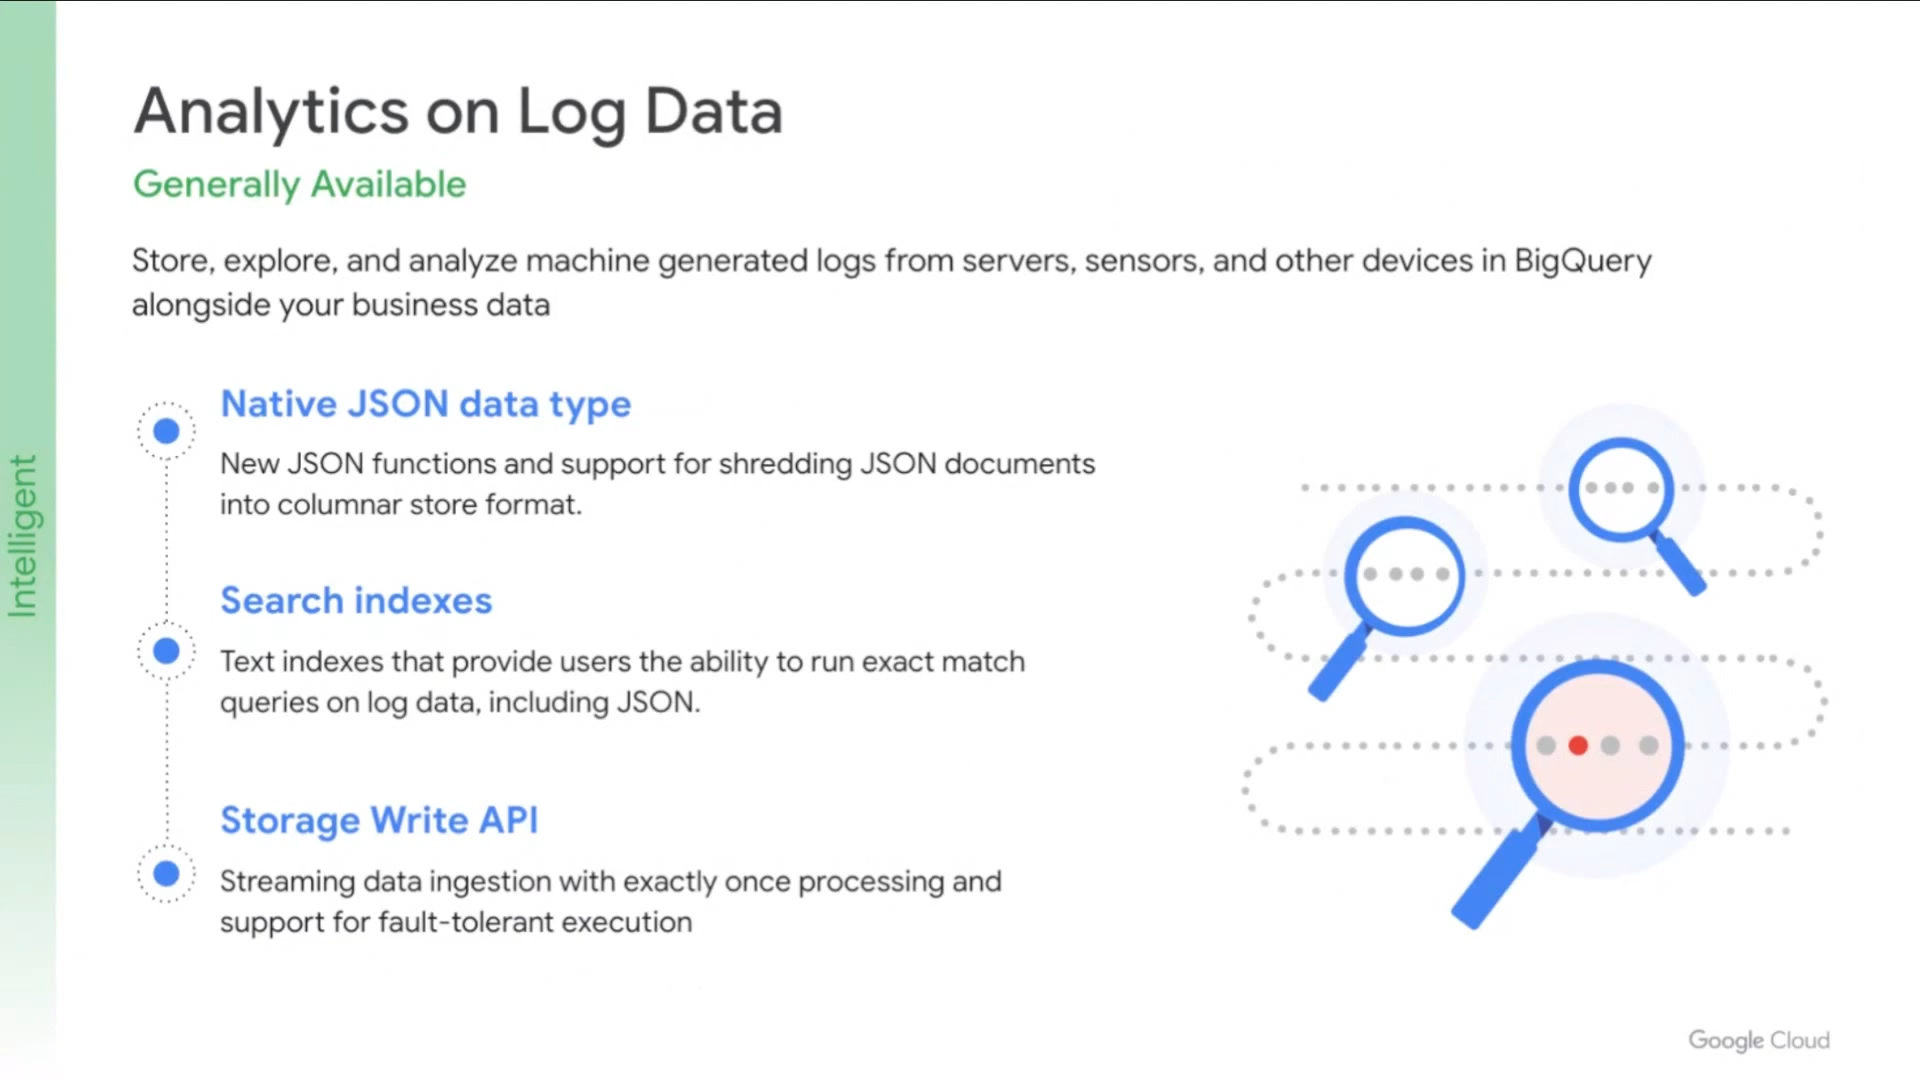 Analytics on Log Data
Generally Available
Store, explore, and analyze machine generated logs from servers, sensors, and other devices in BigQuery
alongside your business data
Intelligent
Native JSON data type
New JSON functions and support for shredding JSON documents
into columnar store format.
Search indexes
Text indexes that provide users the ability to run exact match
queries on log data, including JSON.
Storage Write API
Streaming data ingestion with exactly once processing and
support for fault-tolerant execution
Google Cloud